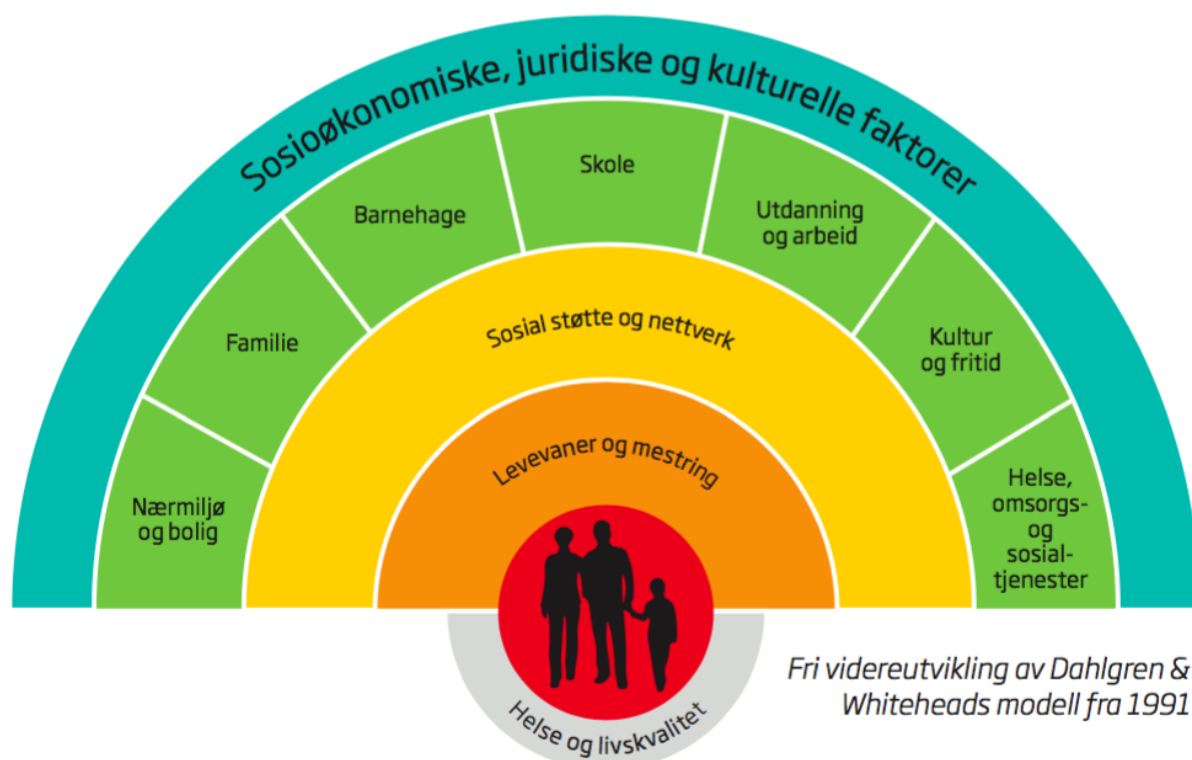 Sosioøkonomiske, juridiske og kulturelle faktorer
Nærmiljø
og bolig
Familie
Barnehage
Skole
Utdanning
og arbeid
Kultur
og fritid
Helse,
omsorgs-
og
sosial-
tjenester
Sosial støtte og nettverk
Levevaner og mestring
Helse og livskvalitet
Fri videreutvikling av Dahlgren &
Whiteheads modell fra 1991